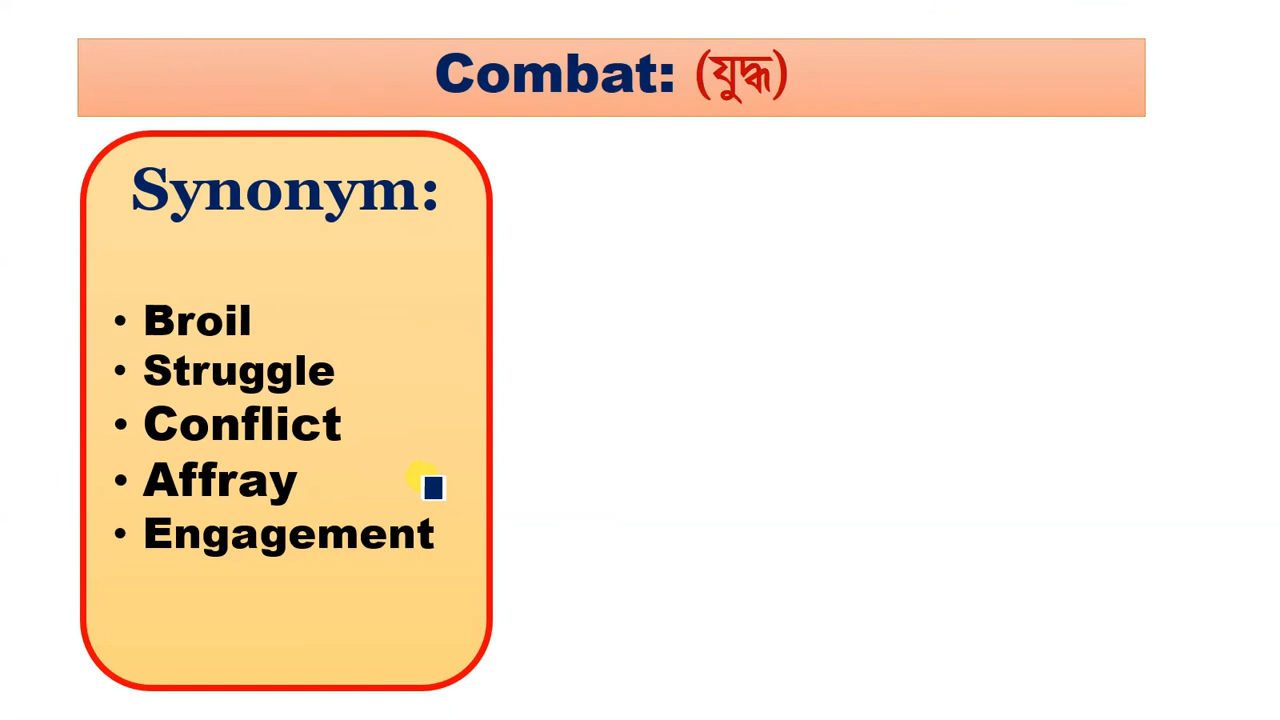 Combat: (যুদ্ধ)
Synonym:
• Broil
• Struggle
• Conflict
• Affray
• Engagement